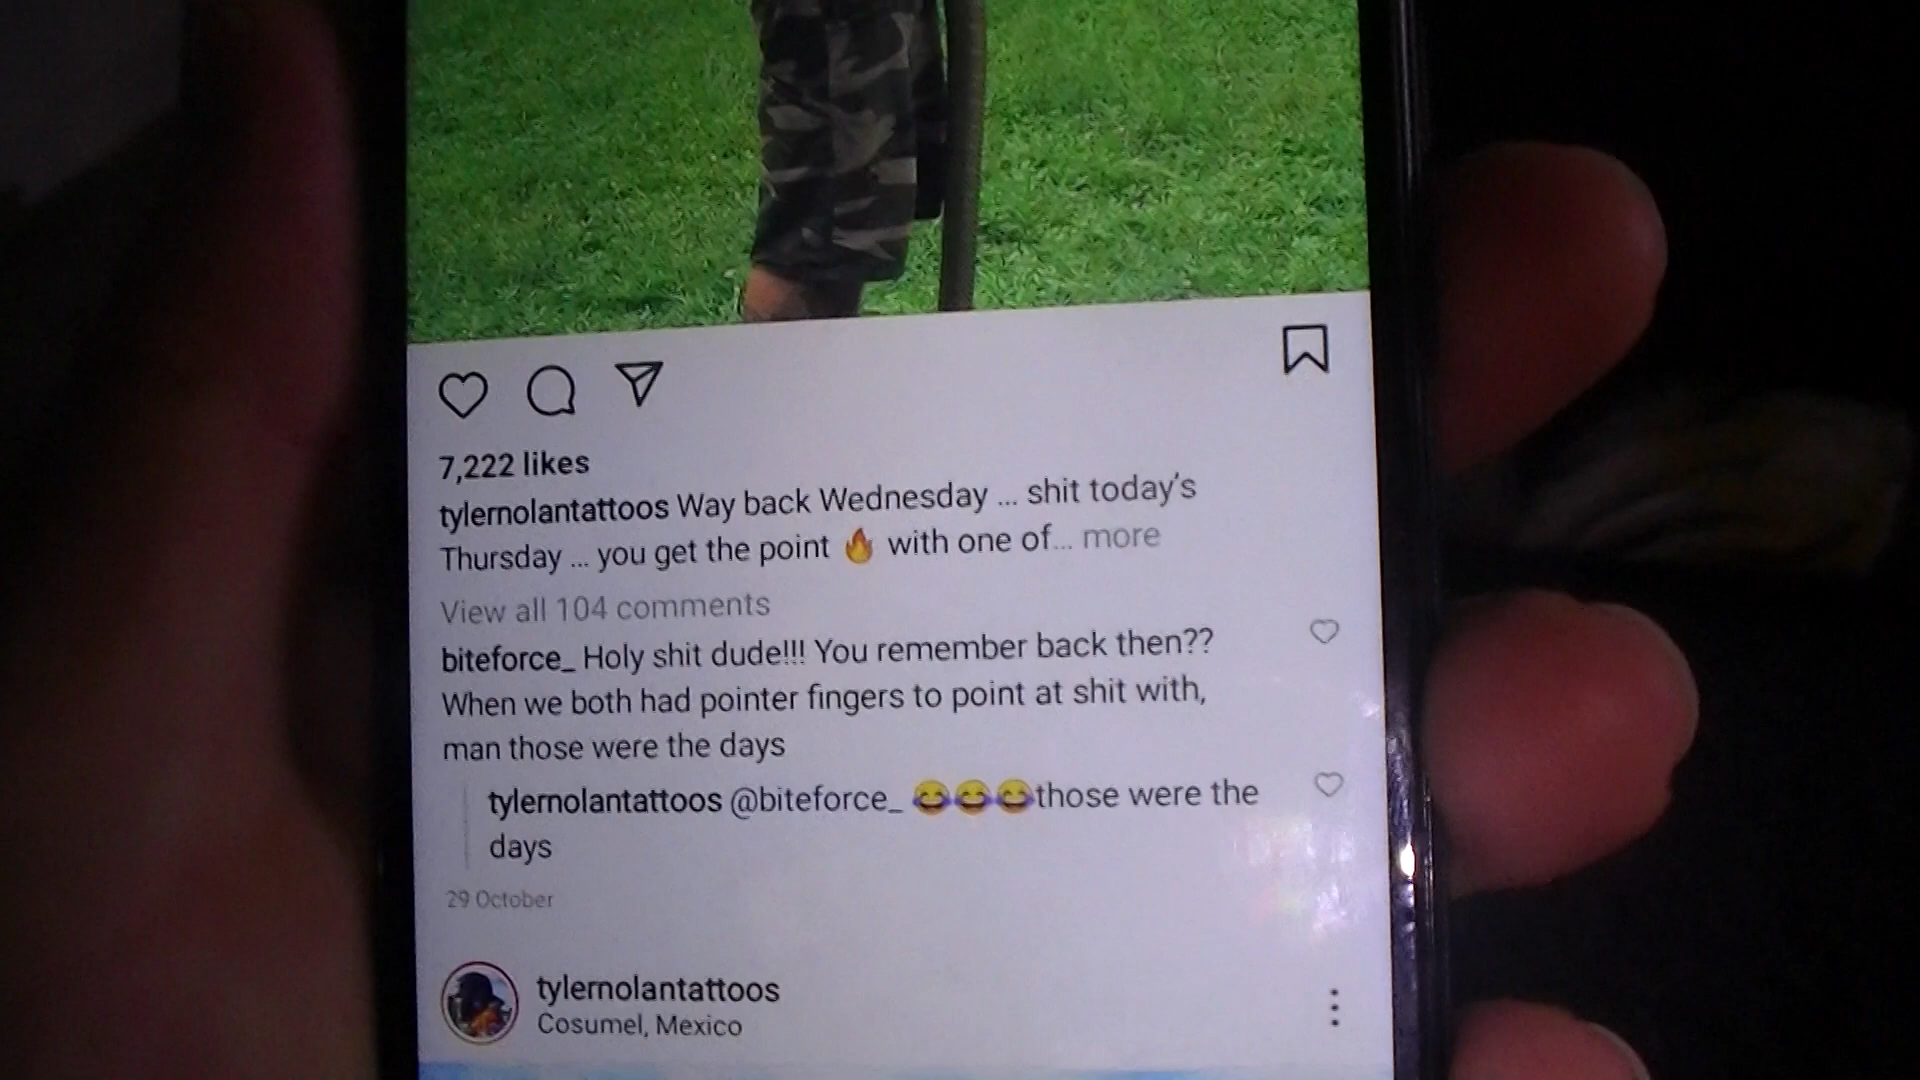 7,222 likes
tylernolantattoos Way back Wednesday ... shit today's
Thursday ... you get the point 🔥 with one of... more
View all 104 comments
biteforce_ Holy shit dude!!! You remember back then??
When we both had pointer fingers to point at shit with,
man those were the days
tylernolantattoos @biteforce_ 😂😂😂those were the
days
29 October
tylernolantattoos
Cosumel, Mexico